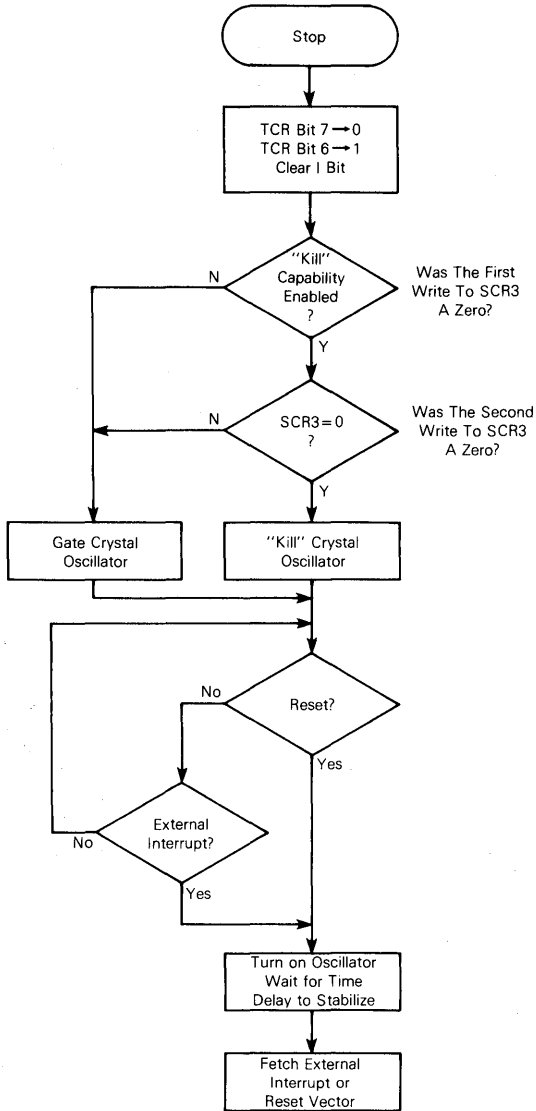 Stop
TCR Bit 7→0
TCR Bit 6→1
Clear I Bit
"Kill"
Capability
Enabled
?
N
Y
Was The First
Write To SCR3
A Zero?
SCR3=0
?
N
Y
Was The Second
Write To SCR3
A Zero?
Gate Crystal
Oscillator
"Kill" Crystal
Oscillator
Reset?
No
Yes
External
Interrupt?
No
Yes
Turn on Oscillator
Wait for Time
Delay to Stabilize
Fetch External
Interrupt or
Reset Vector